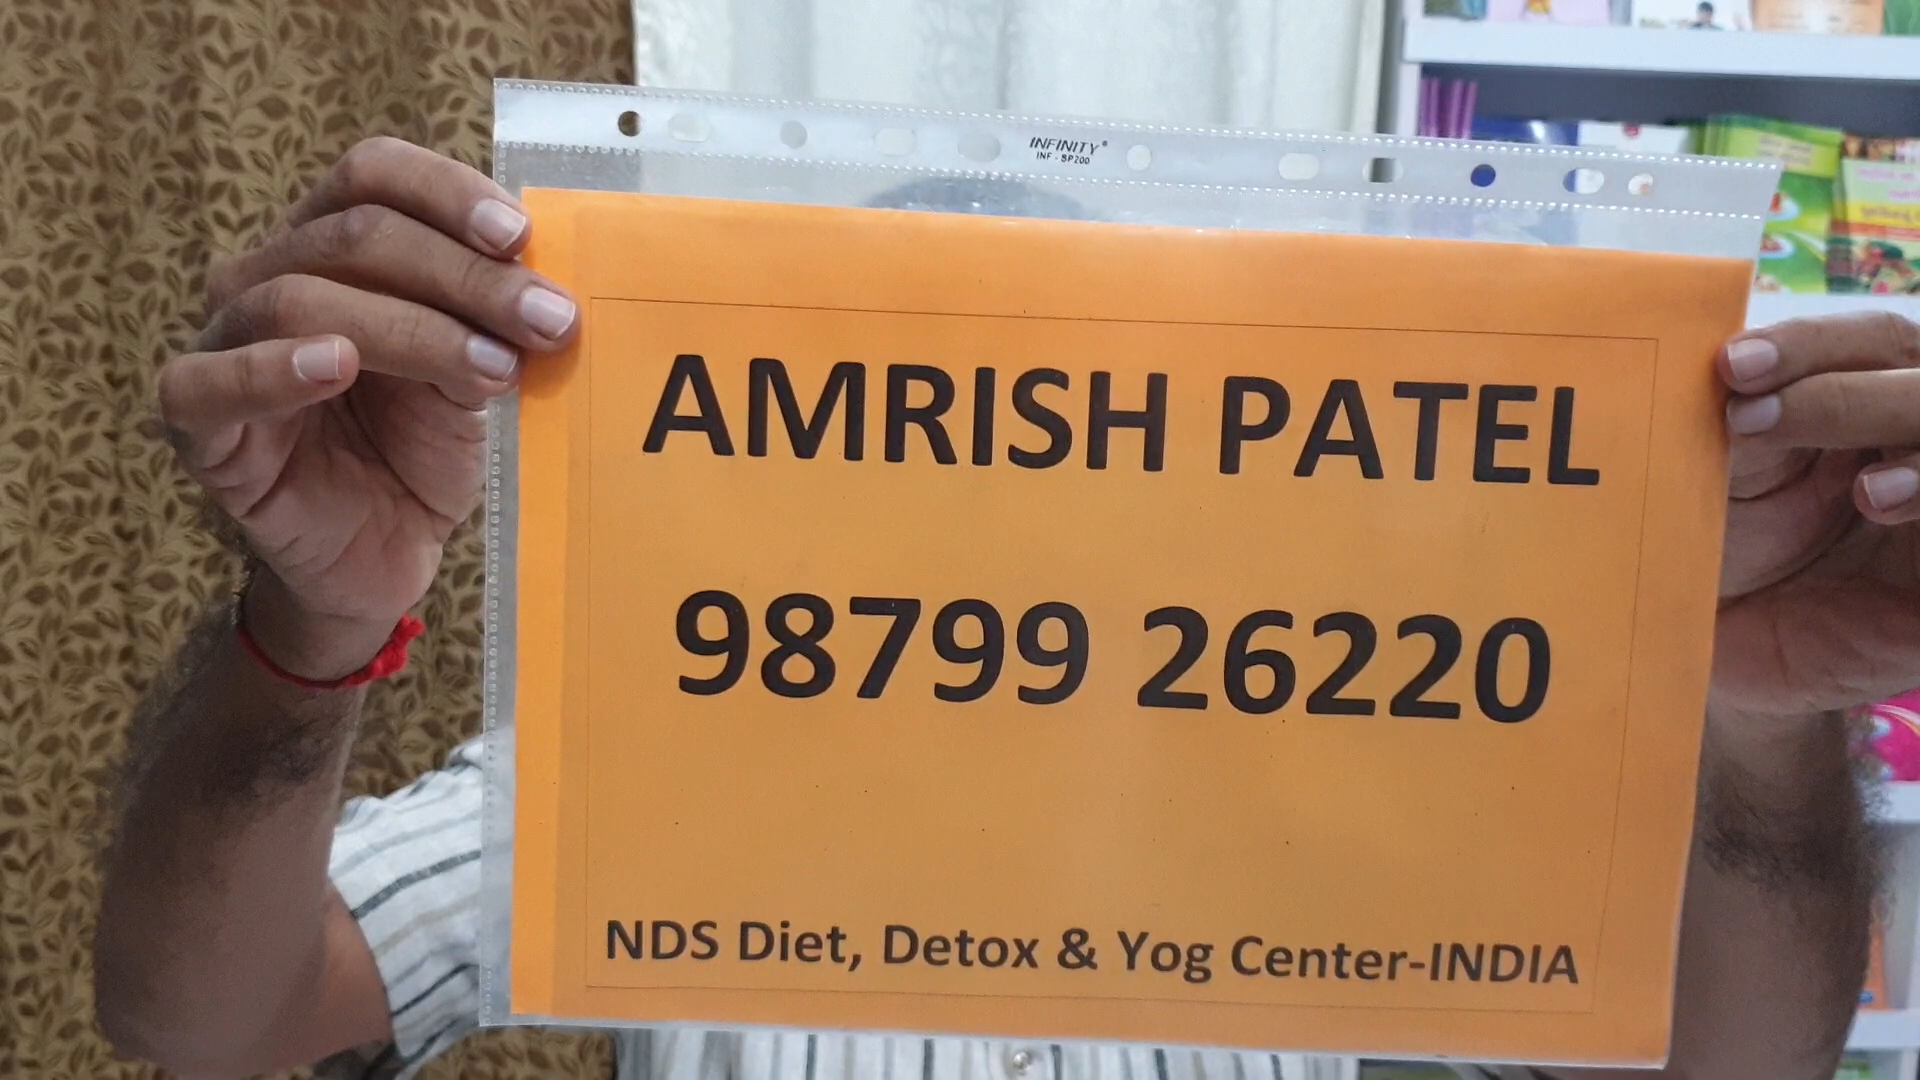 INFINITY
INF - SP200
AMRISH PATEL
98799 26220
NDS Diet, Detox & Yog Center-INDIA